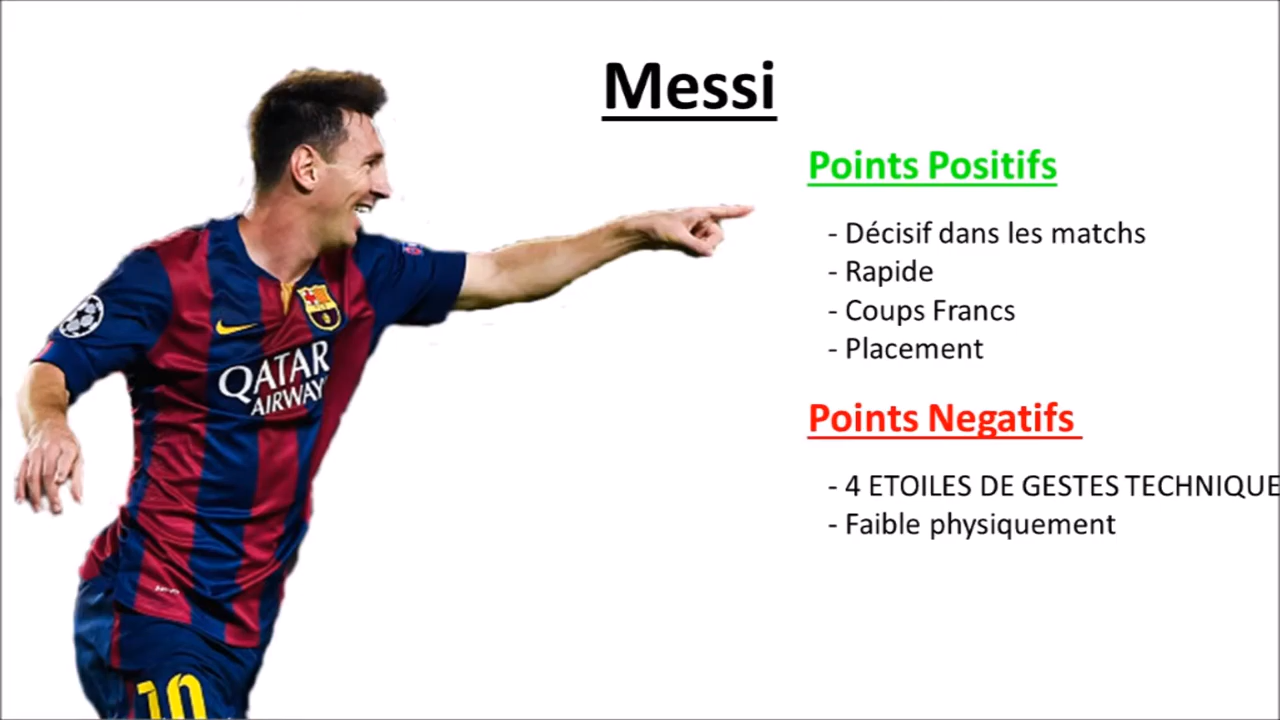 Messi
Points Positifs
- Décisif dans les matchs
- Rapide
- Coups Francs
- Placement
Points Negatifs
- 4 ETOILES DE GESTES TECHNIQUE
- Faible physiquement
QATAR
AIRWAY
10